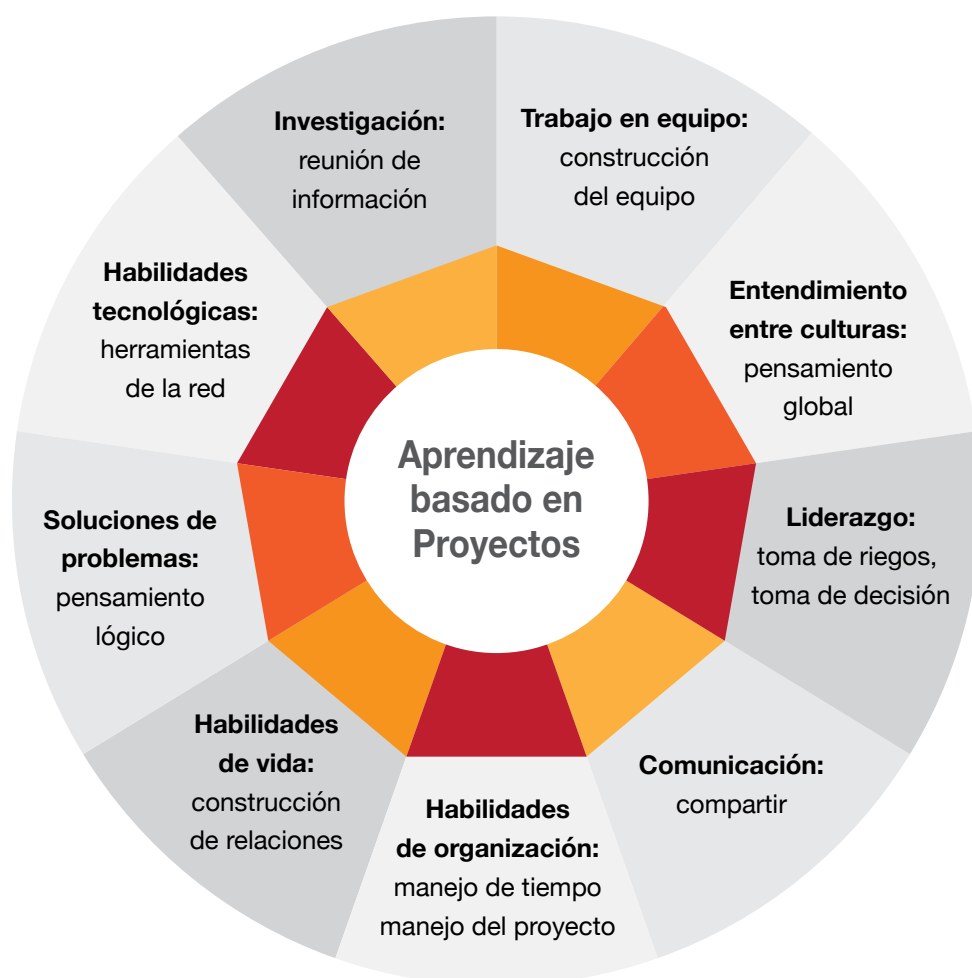 Aprendizaje
basado en
Proyectos
Trabajo en equipo:
construcción
del equipo
Entendimiento
entre culturas:
pensamiento
global
Liderazgo:
toma de riegos,
toma de decisión
Comunicación:
compartir
Habilidades
de organización:
manejo de tiempo
manejo del proyecto
Habilidades
de vida:
construcción
de relaciones
Soluciones de
problemas:
pensamiento
lógico
Habilidades
tecnológicas:
herramientas
de la red
Investigación:
reunión de
información